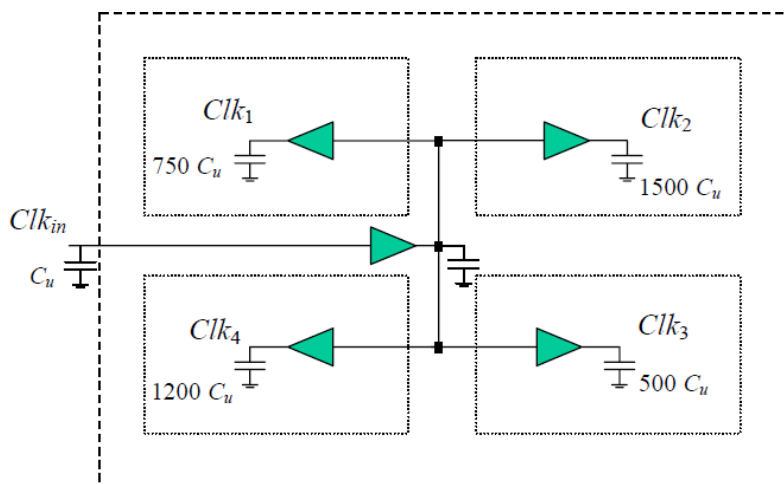 Clk₁
Clk₂
750 Cᵤ
1500 Cᵤ
Clkᵢₙ
Cᵤ
Clk₄
Clk₃
1200 Cᵤ
500 Cᵤ